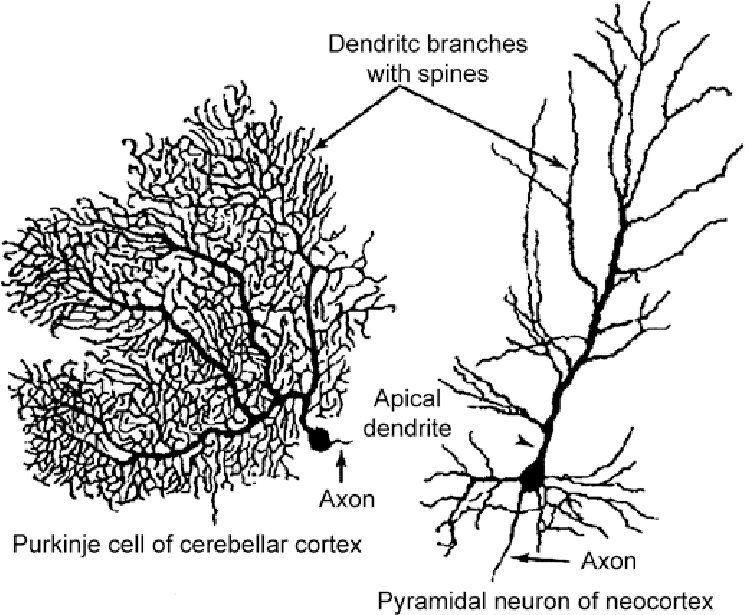 Dendritc branches
with spines
Apical
dendrite
Axon
Purkinje cell of cerebellar cortex
Axon
Pyramidal neuron of neocortex